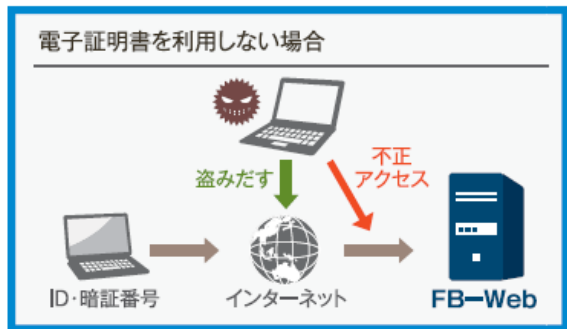 電子証明書を利用しない場合
盗みだす
不正
アクセス
ID・暗証番号
インターネット
FB-Web